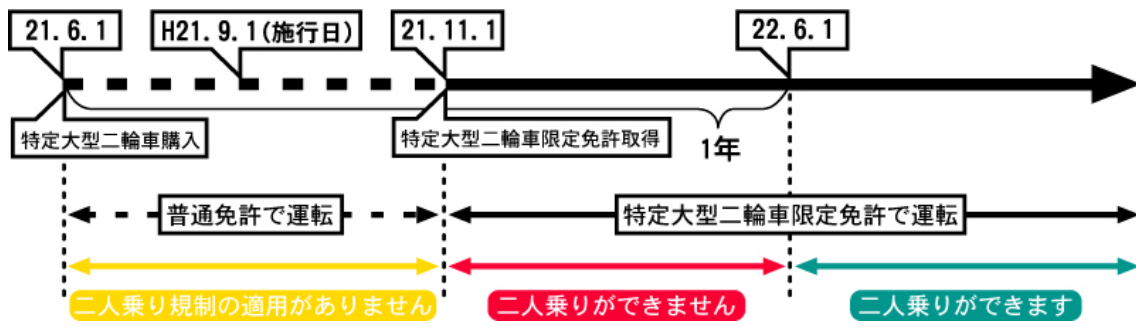 21.6.1
H21.9.1(施行日)
21.11.1
22.6.1
特定大型二輪車購入
特定大型二輪車限定免許取得
1年
普通免許で運転
特定大型二輪車限定免許で運転
二人乗り規制の適用がありません
二人乗りができません
二人乗りができます